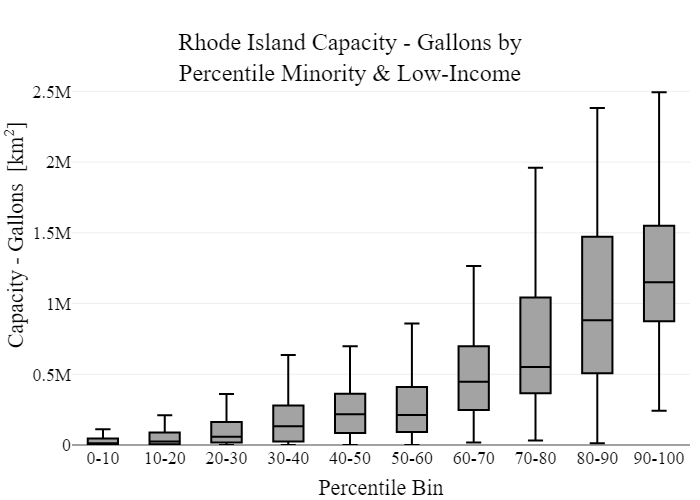 Rhode Island Capacity - Gallons by
Percentile Minority & Low-Income
Capacity - Gallons [km²]
2.5M
2M
1.5M
1M
0.5M
0
0-10 10-20 20-30 30-40 40-50 50-60 60-70 70-80 80-90 90-100
Percentile Bin